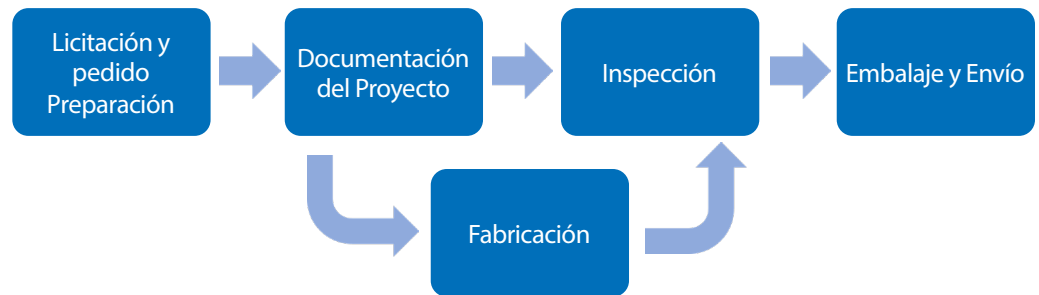 Licitación y
pedido
Preparación
Documentación
del Proyecto
Inspección
Embalaje y Envío
Fabricación